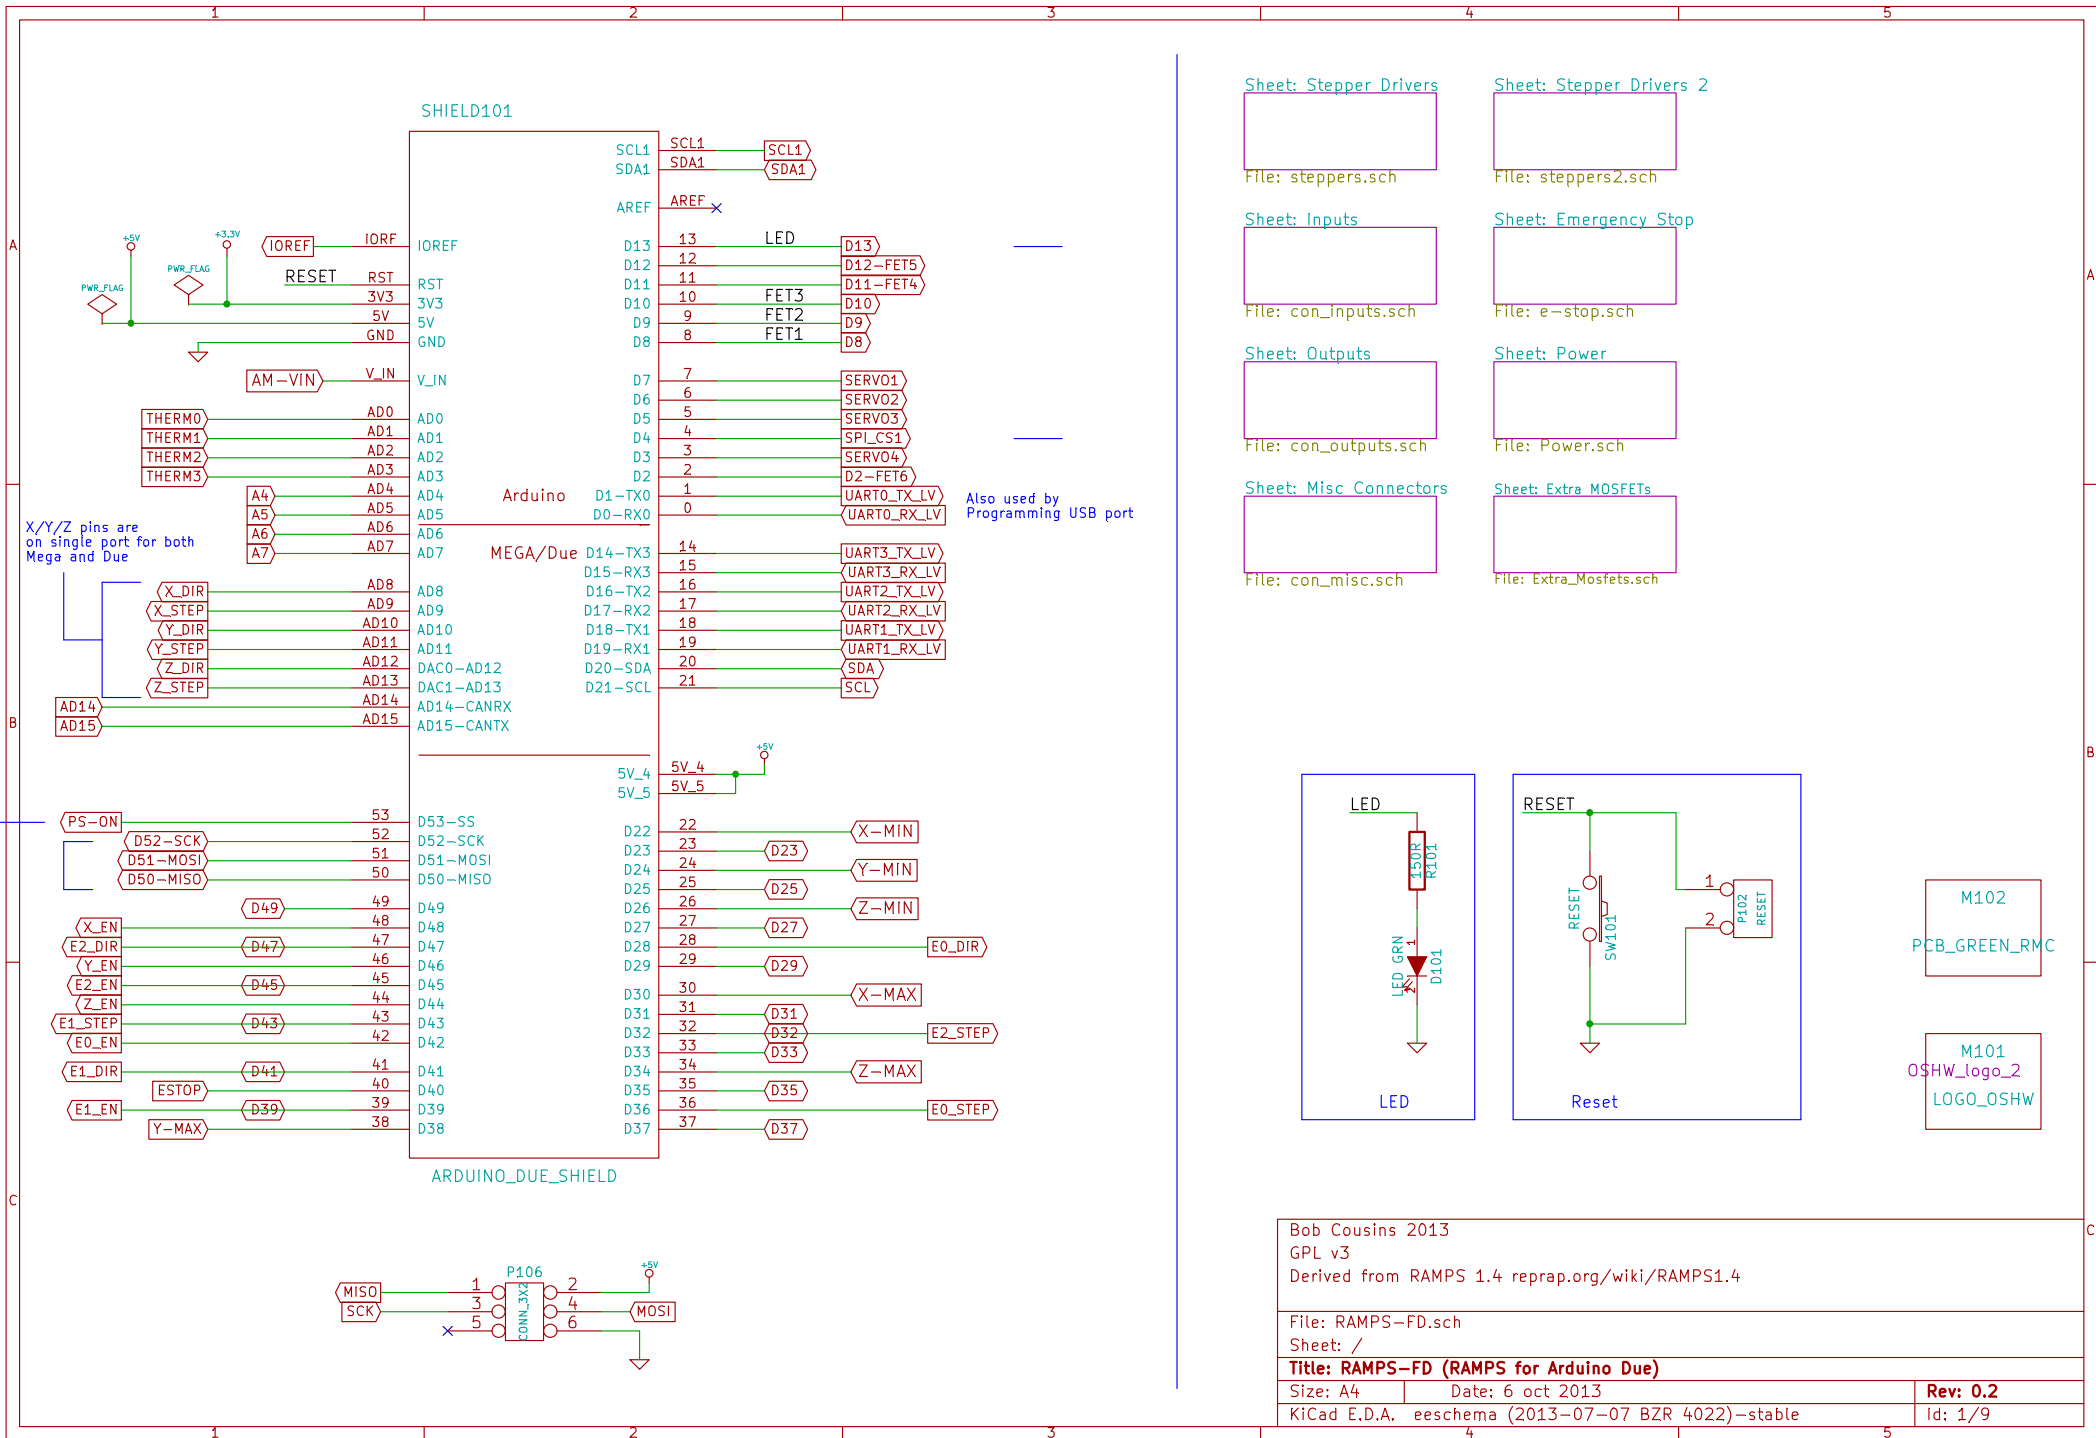 1 2 3 4 5
A
B
C
A
B
C
1 2 3 4 5
SHIELD101
SCL1 SCL1 SCL1
SDA1 SDA1 SDA1
AREF AREF
+5V
+3.3V
PWR_FLAG
PWR_FLAG
IOREF IORF IOREF
RESET RST RST
3V3 3V3
5V 5V
GND GND
AM-VIN V_IN V_IN
THERM0 AD0 AD0
THERM1 AD1 AD1
THERM2 AD2 AD2
THERM3 AD3 AD3
A4 AD4 AD4
A5 AD5 AD5
A6 AD6 AD6
A7 AD7 AD7
X_DIR AD8 AD8
X_STEP AD9 AD9
Y_DIR AD10 AD10
Y_STEP AD11 AD11
Z_DIR AD12 DAC0-AD12
Z_STEP AD13 DAC1-AD13
AD14 AD14 AD14-CANRX
AD15 AD15 AD15-CANTX
X/Y/Z pins are
on single port for both
Mega and Due
Arduino
MEGA/Due
D13 13 LED D13
D12 12 D12-FET5
D11 11 D11-FET4
D10 10 FET3 D10
D9 9 FET2 D9
D8 8 FET1 D8
D7 7 SERVO1
D6 6 SERVO2
D5 5 SERVO3
D4 4 SPI_CS1
D3 3 SERVO4
D2 2 D2-FET6
D1-TX0 1 UART0_TX_LV
D0-RX0 0 UART0_RX_LV
Also used by
Programming USB port
D14-TX3 14 UART3_TX_LV
D15-RX3 15 UART3_RX_LV
D16-TX2 16 UART2_TX_LV
D17-RX2 17 UART2_RX_LV
D18-TX1 18 UART1_TX_LV
D19-RX1 19 UART1_RX_LV
D20-SDA 20 SDA
D21-SCL 21 SCL
+5V
5V_4 5V_4
5V_5 5V_5
PS-ON 53 D53-SS
D52-SCK 52 D52-SCK
D51-MOSI 51 D51-MOSI
D50-MISO 50 D50-MISO
D49 49 D49
X_EN 48 D48
E2_DIR D47 47 D47
Y_EN 46 D46
E2_EN D45 45 D45
Z_EN 44 D44
E1_STEP D43 43 D43
E0_EN 42 D42
E1_DIR D41 41 D41
ESTOP 40 D40
E1_EN D39 39 D39
Y-MAX 38 D38
D22 22 X-MIN
D23 23 D23
D24 24 Y-MIN
D25 25 D25
D26 26 Z-MIN
D27 27 D27
D28 28 E0_DIR
D29 29 D29
D30 30 X-MAX
D31 31 D31
D32 32 D32 E2_STEP
D33 33 D33
D34 34 Z-MAX
D35 35 D35
D36 36 E0_STEP
D37 37 D37
ARDUINO_DUE_SHIELD
P106
+5V
MISO 1 2
SCK 3 4 MOSI
5 6
CONN_3X2
Sheet: Stepper Drivers
File: steppers.sch
Sheet: Stepper Drivers 2
File: steppers2.sch
Sheet: Inputs
File: con_inputs.sch
Sheet: Emergency Stop
File: e-stop.sch
Sheet: Outputs
File: con_outputs.sch
Sheet: Power
File: Power.sch
Sheet: Misc Connectors
File: con_misc.sch
Sheet: Extra MOSFETs
File: Extra_Mosfets.sch
LED
150R
R101
LED GRN
1
2
D101
LED
RESET
RESET
SW101
1
2
P102
RESET
Reset
M102
PCB_GREEN_RMC
M101
OSHW_logo_2
LOGO_OSHW
Bob Cousins 2013
GPL v3
Derived from RAMPS 1.4 reprap.org/wiki/RAMPS1.4
File: RAMPS-FD.sch
Sheet: /
Title: RAMPS-FD (RAMPS for Arduino Due)
Size: A4 Date: 6 oct 2013 Rev: 0.2
KiCad E.D.A. eeschema (2013-07-07 BZR 4022)-stable Id: 1/9